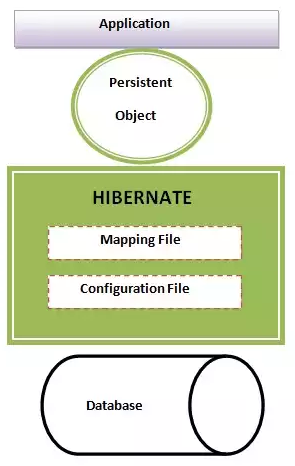 Application
Persistent
Object
HIBERNATE
Mapping File
Configuration File
Database